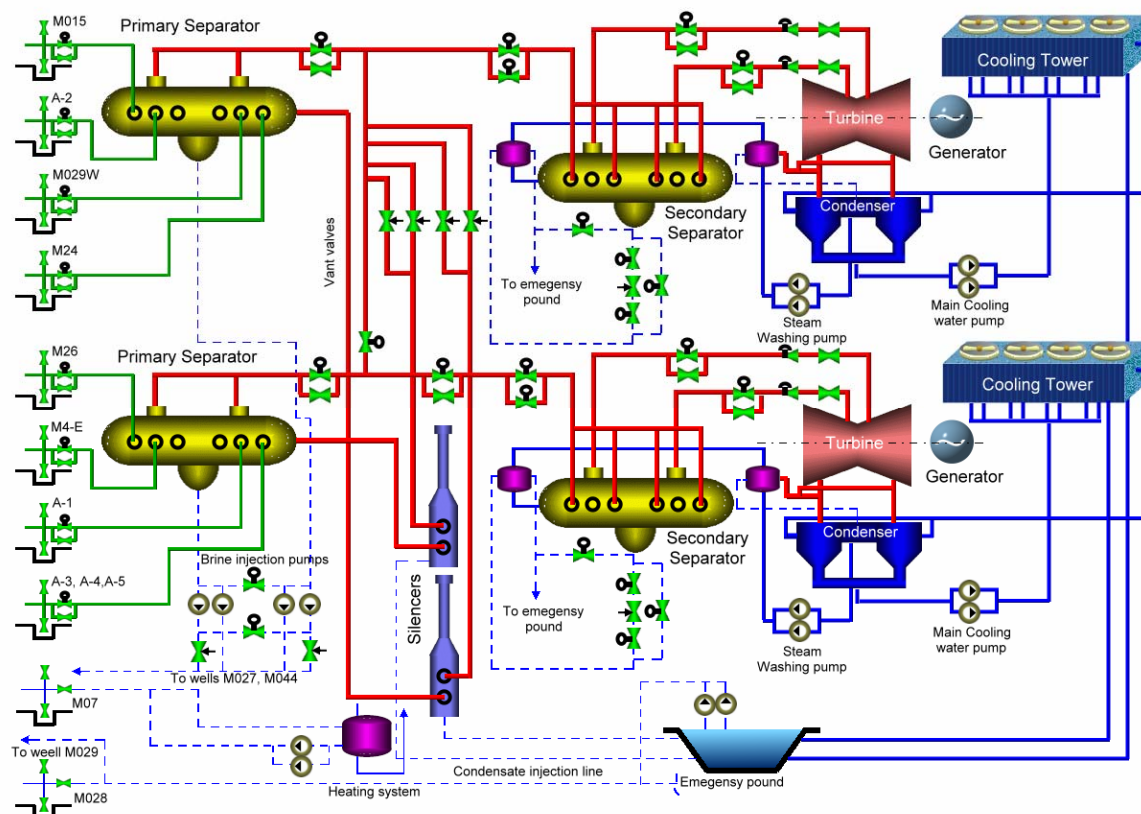 M015
Primary Separator
Cooling Tower
A-2
Turbine
Generator
M029W
Condenser
Secondary
Separator
M24
Vant valves
To emegensy
pound
Steam
Washing pump
Main Cooling
water pump
M26
Primary Separator
Cooling Tower
M4-E
Turbine
Generator
A-1
Secondary
Separator
Condenser
Brine injection pumps
A-3, A-4,A-5
Silencers
To emegensy
pound
Steam
Washing pump
Main Cooling
water pump
To wells M027, M044
M07
To weell M029
Condensate injection line
Heating system
Emegensy pound
M028